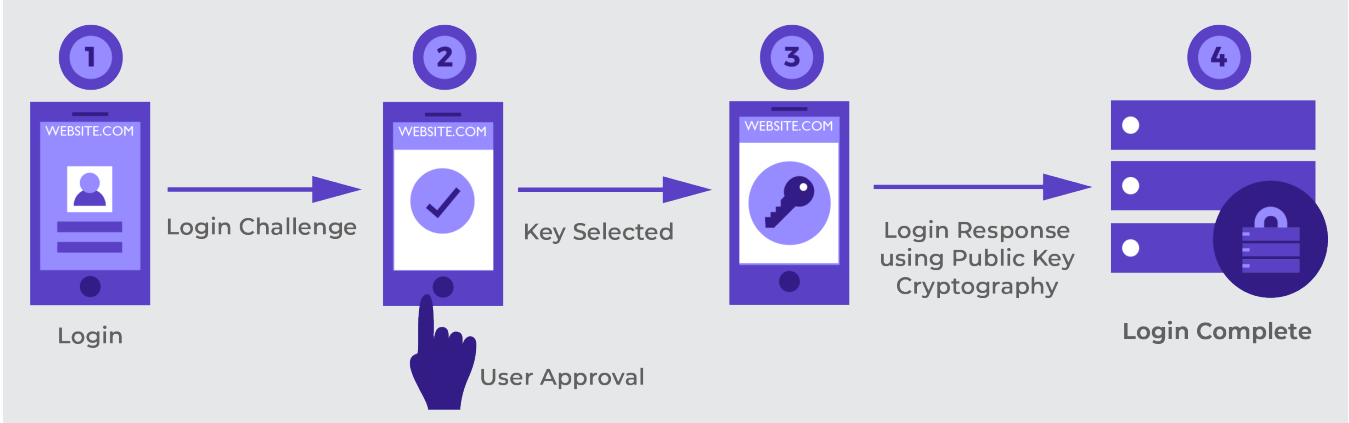 1
2
3
4
WEBSITE.COM
WEBSITE.COM
WEBSITE.COM
Login Challenge
Key Selected
Login Response
using Public Key
Cryptography
Login
User Approval
Login Complete